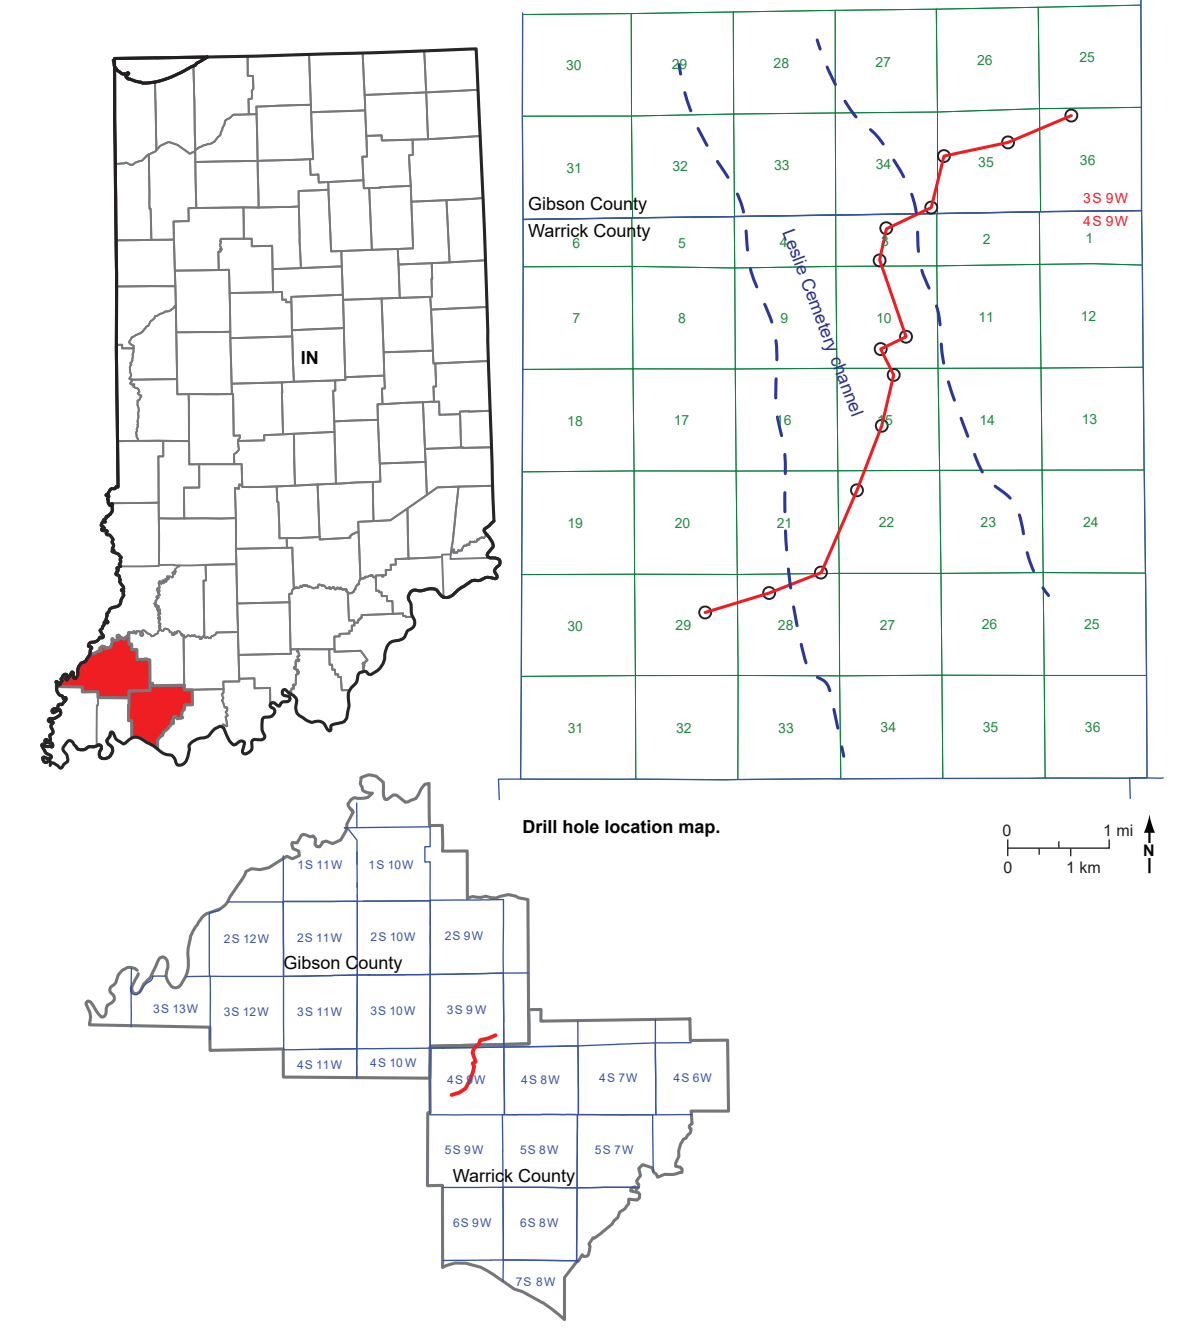 IN
30 29 28 27 26 25
31 32 33 34 35 36
3S 9W
Gibson County
4S 9W
Warrick County
6 5 4 3 2 1
Leslie Cemetery channel
7 8 9 10 11 12
18 17 16 15 14 13
19 20 21 22 23 24
30 29 28 27 26 25
31 32 33 34 35 36
Drill hole location map.
0 1 mi
0 1 km
N
1S 11W 1S 10W
2S 12W 2S 11W 2S 10W 2S 9W
Gibson County
3S 13W 3S 12W 3S 11W 3S 10W 3S 9W
4S 11W 4S 10W
4S 9W 4S 8W 4S 7W 4S 6W
5S 9W 5S 8W 5S 7W
Warrick County
6S 9W 6S 8W
7S 8W